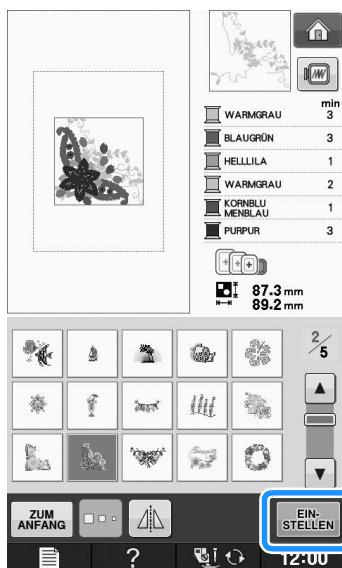 min
WARMGRAU 3
BLAUGRÜN 3
HELLLILA 1
WARMGRAU 2
KORNBLU
MENBLAU 1
PURPUR 3
87.3 mm
89.2 mm
2/5
ZUM
ANFANG
EIN-
STELLEN
?
12:00